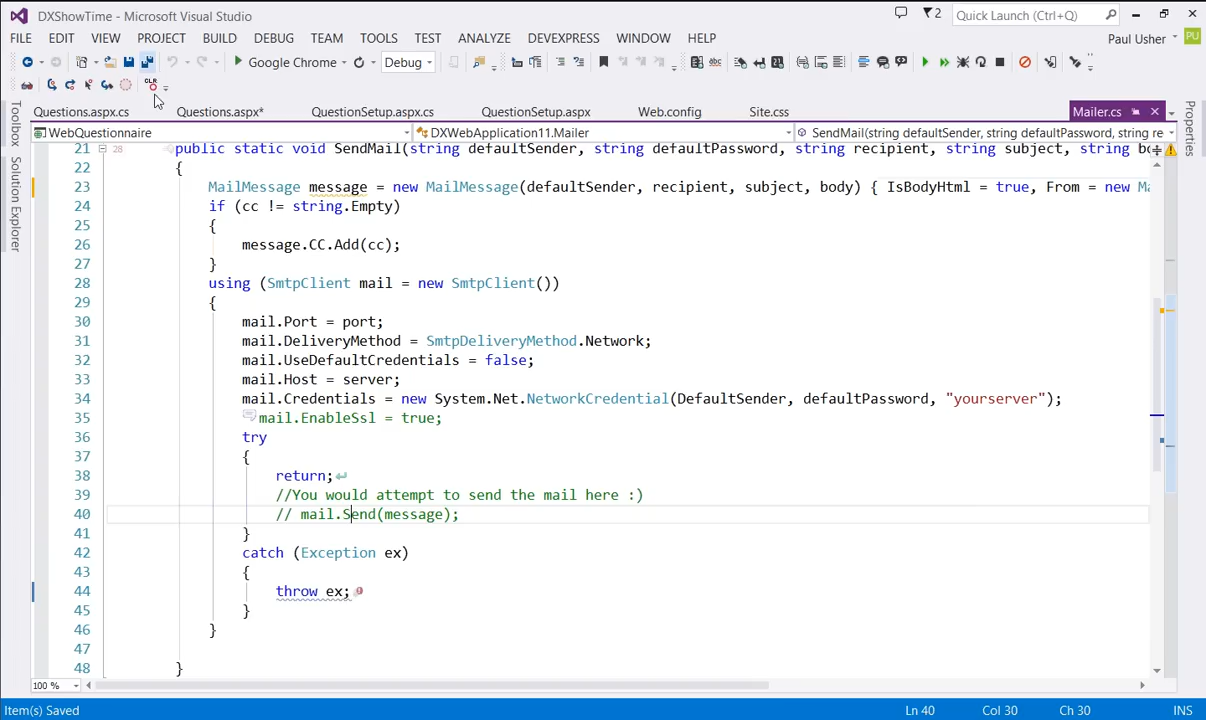 DXShowTime - Microsoft Visual Studio
2
Quick Launch (Ctrl+Q)
FILE EDIT VIEW PROJECT BUILD DEBUG TEAM TOOLS TEST ANALYZE DEVEXPRESS WINDOW HELP
Paul Usher PU
Google Chrome Debug
CLR
Questions.aspx.cs Questions.aspx* QuestionSetup.aspx.cs QuestionSetup.aspx Web.config Site.css Mailer.cs
Toolbox
Solution Explorer
Properties
WebQuestionnaire DXWebApplication11.Mailer SendMail(string defaultSender, string defaultPassword, string re
21 28 public static void SendMail(string defaultSender, string defaultPassword, string recipient, string subject, string bo
22 {
23 MailMessage message = new MailMessage(defaultSender, recipient, subject, body) { IsBodyHtml = true, From = new Ma
24 if (cc != string.Empty)
25 {
26 message.CC.Add(cc);
27 }
28 using (SmtpClient mail = new SmtpClient())
29 {
30 mail.Port = port;
31 mail.DeliveryMethod = SmtpDeliveryMethod.Network;
32 mail.UseDefaultCredentials = false;
33 mail.Host = server;
34 mail.Credentials = new System.Net.NetworkCredential(DefaultSender, defaultPassword, "yourserver");
35 mail.EnableSsl = true;
36 try
37 {
38 return;
39 //You would attempt to send the mail here :)
40 // mail.Send(message);
41 }
42 catch (Exception ex)
43 {
44 throw ex;
45 }
46 }
47
48 }
100 %
Item(s) Saved Ln 40 Col 30 Ch 30 INS